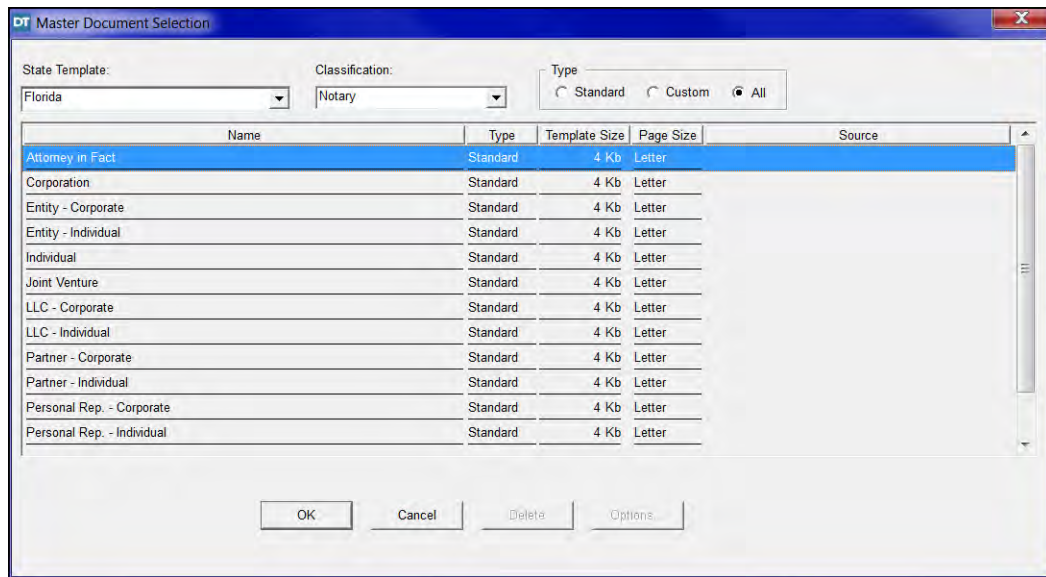 DT Master Document Selection
State Template:
Classification:
Type
Florida
Notary
Standard Custom All
Name Type Template Size Page Size Source
Attorney in Fact Standard 4 Kb Letter
Corporation Standard 4 Kb Letter
Entity - Corporate Standard 4 Kb Letter
Entity - Individual Standard 4 Kb Letter
Individual Standard 4 Kb Letter
Joint Venture Standard 4 Kb Letter
LLC - Corporate Standard 4 Kb Letter
LLC - Individual Standard 4 Kb Letter
Partner - Corporate Standard 4 Kb Letter
Partner - Individual Standard 4 Kb Letter
Personal Rep. - Corporate Standard 4 Kb Letter
Personal Rep. - Individual Standard 4 Kb Letter
OK Cancel Delete Options...